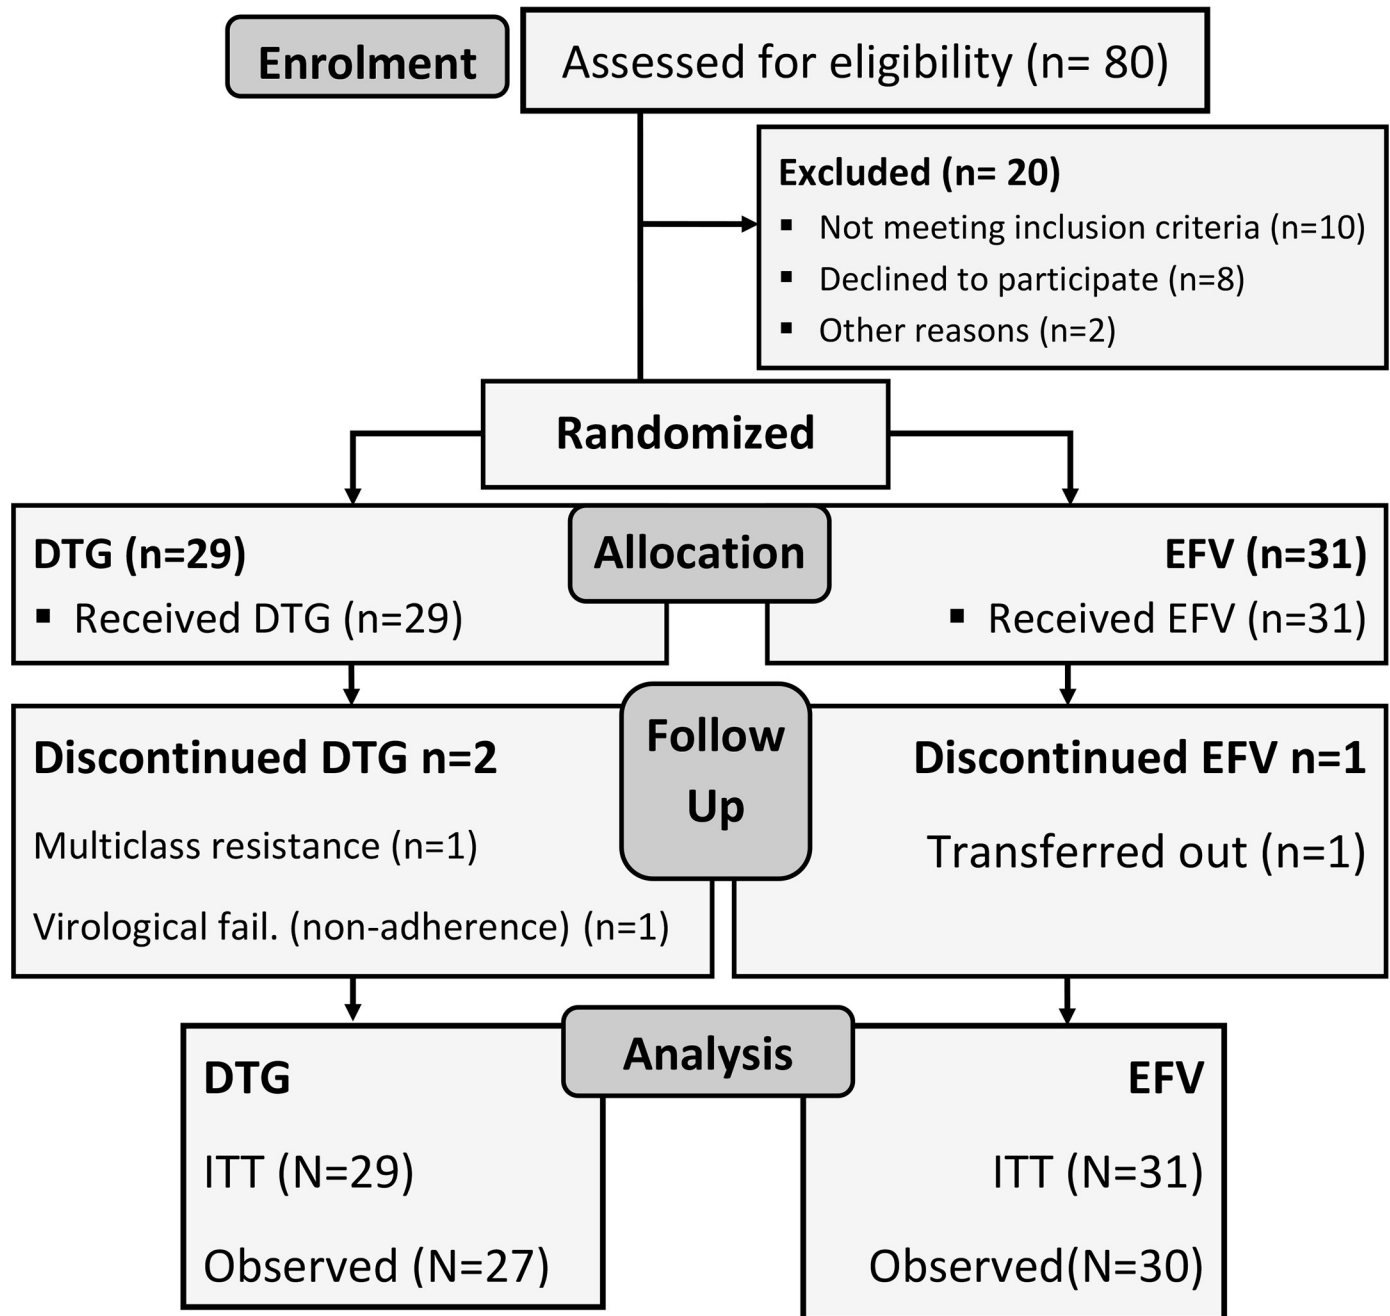 Enrolment
Assessed for eligibility (n= 80)
Excluded (n= 20)
▪ Not meeting inclusion criteria (n=10)
▪ Declined to participate (n=8)
▪ Other reasons (n=2)
Randomized
Allocation
DTG (n=29)
▪ Received DTG (n=29)
EFV (n=31)
▪ Received EFV (n=31)
Follow
Up
Discontinued DTG n=2
Multiclass resistance (n=1)
Virological fail. (non-adherence) (n=1)
Discontinued EFV n=1
Transferred out (n=1)
Analysis
DTG
ITT (N=29)
Observed (N=27)
EFV
ITT (N=31)
Observed(N=30)